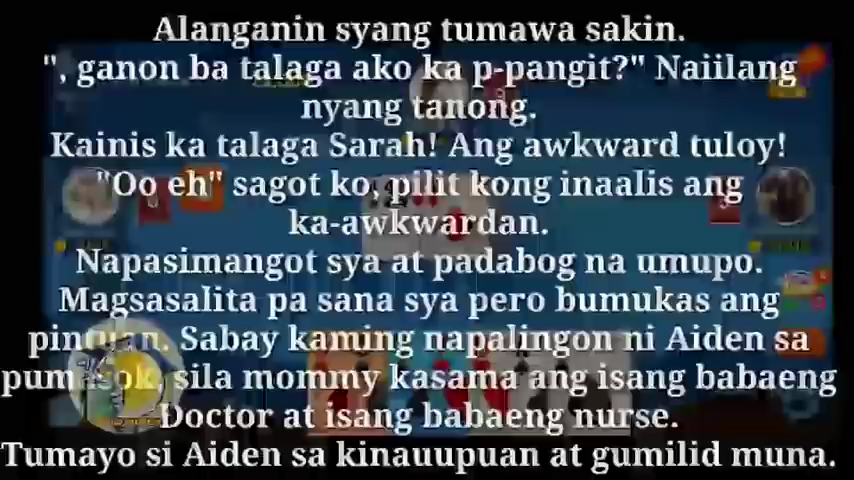 Alanganin syang tumawa sakin.
", ganon ba talaga ako ka p-pangit?" Naiilang
nyang tanong.
Kainis ka talaga Sarah! Ang awkward tuloy!
"Oo eh" sagot ko, pilit kong inaalis ang
ka-awkwardan.
Napasimangot sya at padabog na umupo.
Magsasalita pa sana sya pero bumukas ang
pintuan. Sabay kaming napalingon ni Aiden sa
pumasok, sila mommy kasama ang isang babaeng
Doctor at isang babaeng nurse.
Tumayo si Aiden sa kinauupuan at gumilid muna.